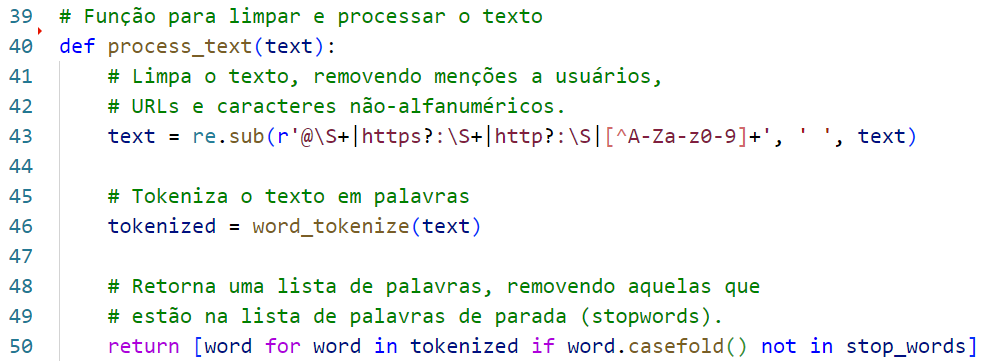 39 # Função para limpar e processar o texto
40 def process_text(text):
41     # Limpa o texto, removendo menções a usuários,
42     # URLs e caracteres não-alfanuméricos.
43     text = re.sub(r'@\S+|https?:\S+|http?:\S|[^A-Za-z0-9]+', ' ', text)
44
45     # Tokeniza o texto em palavras
46     tokenized = word_tokenize(text)
47
48     # Retorna uma lista de palavras, removendo aquelas que
49     # estão na lista de palavras de parada (stopwords).
50     return [word for word in tokenized if word.casefold() not in stop_words]